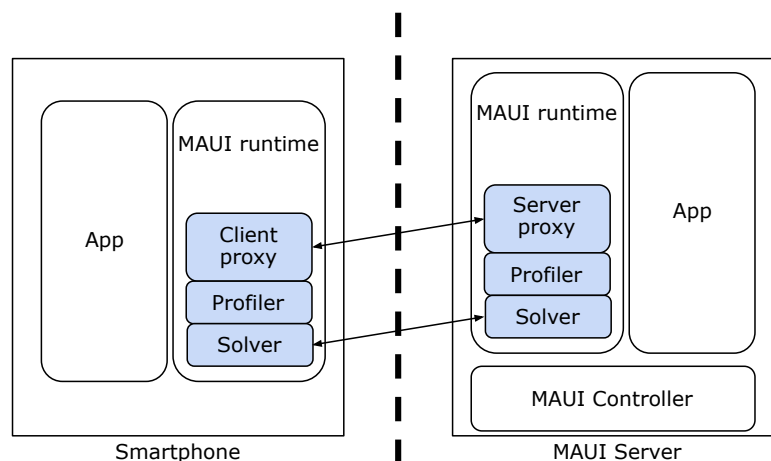 MAUI runtime
App
Client
proxy
Profiler
Solver
Smartphone
MAUI runtime
Server
proxy
App
Profiler
Solver
MAUI Controller
MAUI Server